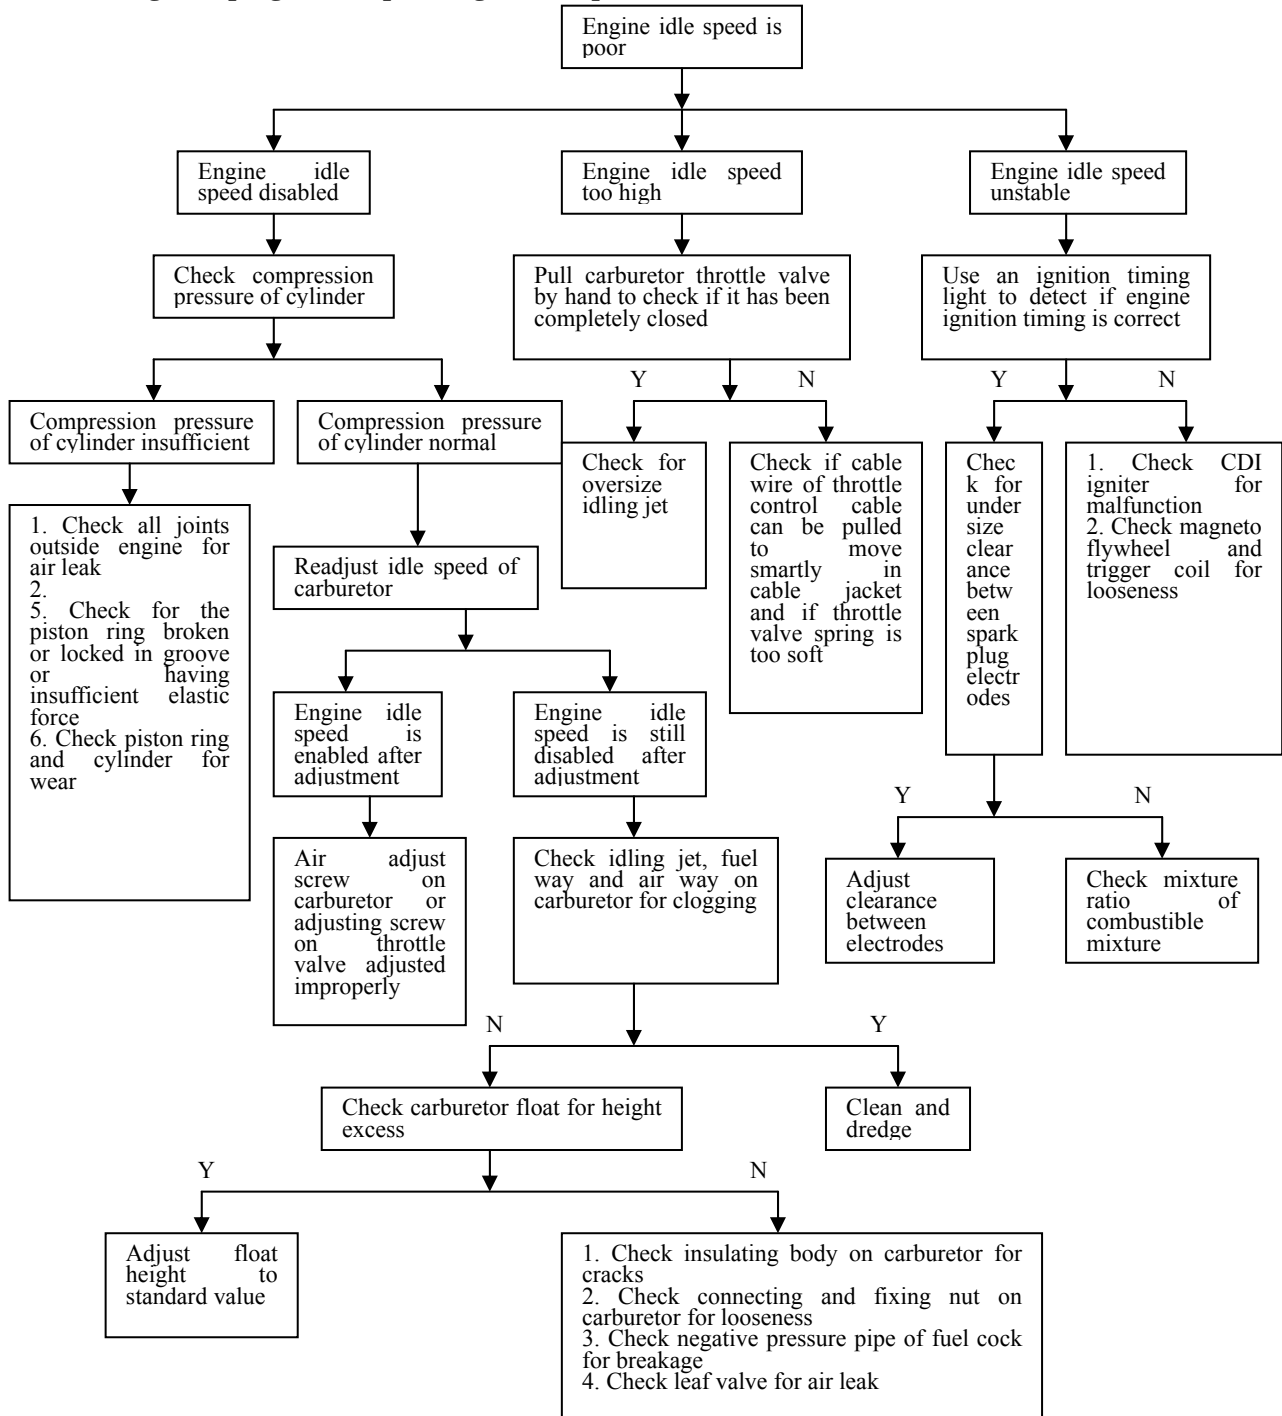 Engine idle speed is
poor
Engine idle
speed disabled
Engine idle speed
too high
Engine idle speed
unstable
Check compression
pressure of cylinder
Pull carburetor throttle valve
by hand to check if it has been
completely closed
Use an ignition timing
light to detect if engine
ignition timing is correct
Y
N
Y
N
Compression pressure
of cylinder insufficient
Compression pressure
of cylinder normal
Check for
oversize
idling jet
Check if cable
wire of throttle
control cable
can be pulled
to move
smartly in
cable jacket
and if throttle
valve spring is
too soft
Chec
k for
under
size
clear
ance
betw
een
spark
plug
electr
odes
1. Check CDI
igniter for
malfunction
2. Check magneto
flywheel and
trigger coil for
looseness
1. Check all joints
outside engine for
air leak
2.
5. Check for the
piston ring broken
or locked in groove
or having
insufficient elastic
force
6. Check piston ring
and cylinder for
wear
Readjust idle speed of
carburetor
Engine idle
speed is
enabled after
adjustment
Engine idle
speed is still
disabled after
adjustment
Y
N
Air adjust
screw on
carburetor or
adjusting screw
on throttle
valve adjusted
improperly
Check idling jet, fuel
way and air way on
carburetor for clogging
Adjust
clearance
between
electrodes
Check mixture
ratio of
combustible
mixture
N
Y
Check carburetor float for height
excess
Clean and
dredge
Y
N
Adjust float
height to
standard value
1. Check insulating body on carburetor for
cracks
2. Check connecting and fixing nut on
carburetor for looseness
3. Check negative pressure pipe of fuel cock
for breakage
4. Check leaf valve for air leak